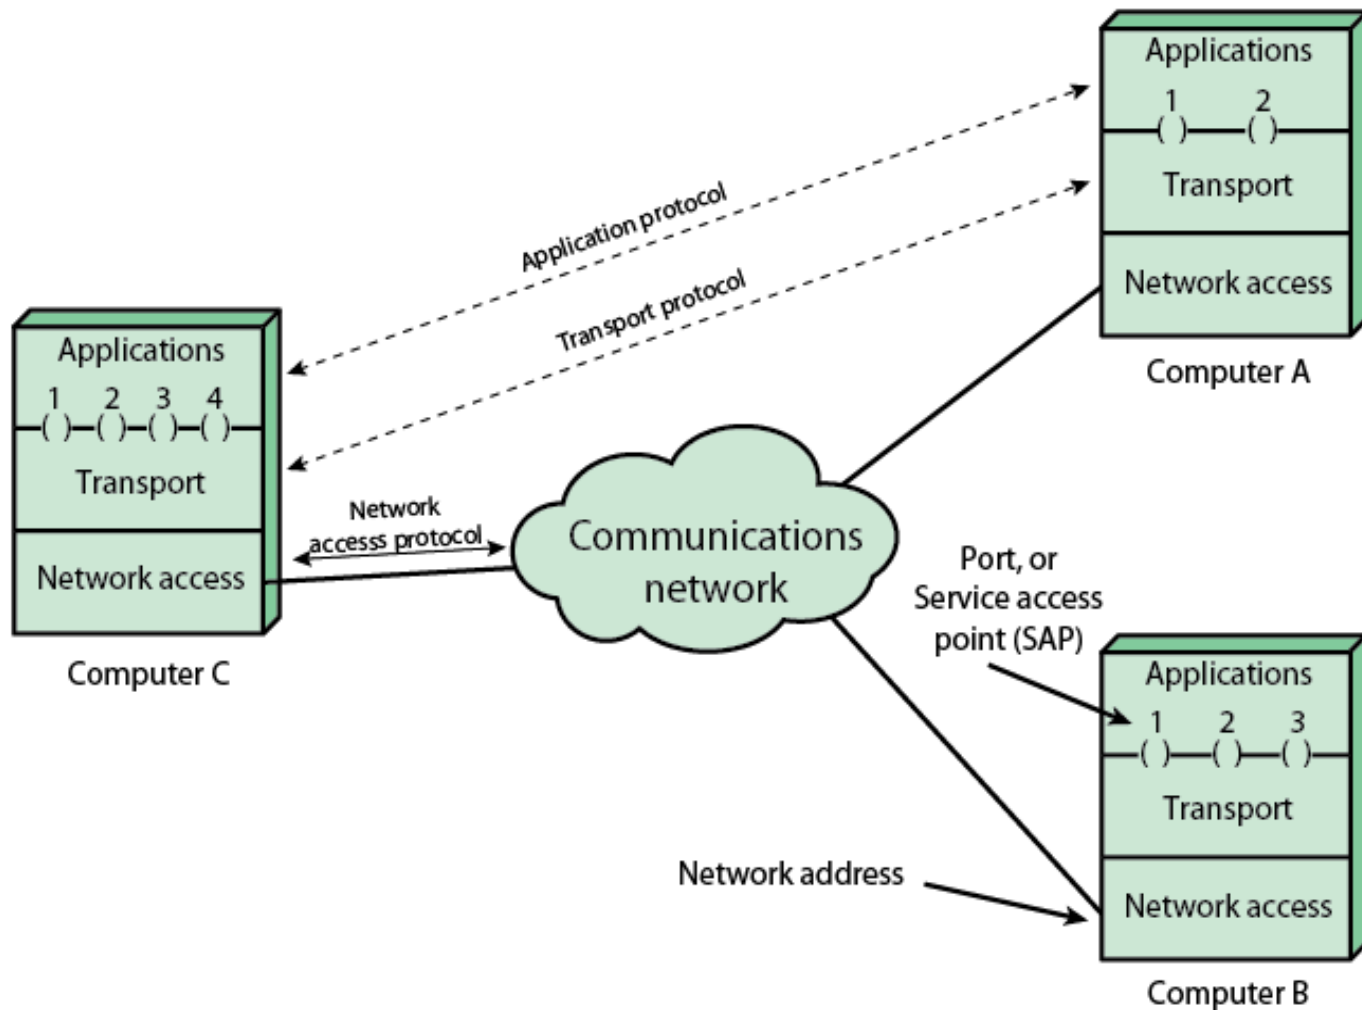 Applications
1 2
Transport
Network access
Computer A
Application protocol
Transport protocol
Applications
1 2 3 4
Transport
Network access
Computer C
Network
accesss protocol
Communications
network
Port, or
Service access
point (SAP)
Applications
1 2 3
Transport
Network access
Computer B
Network address